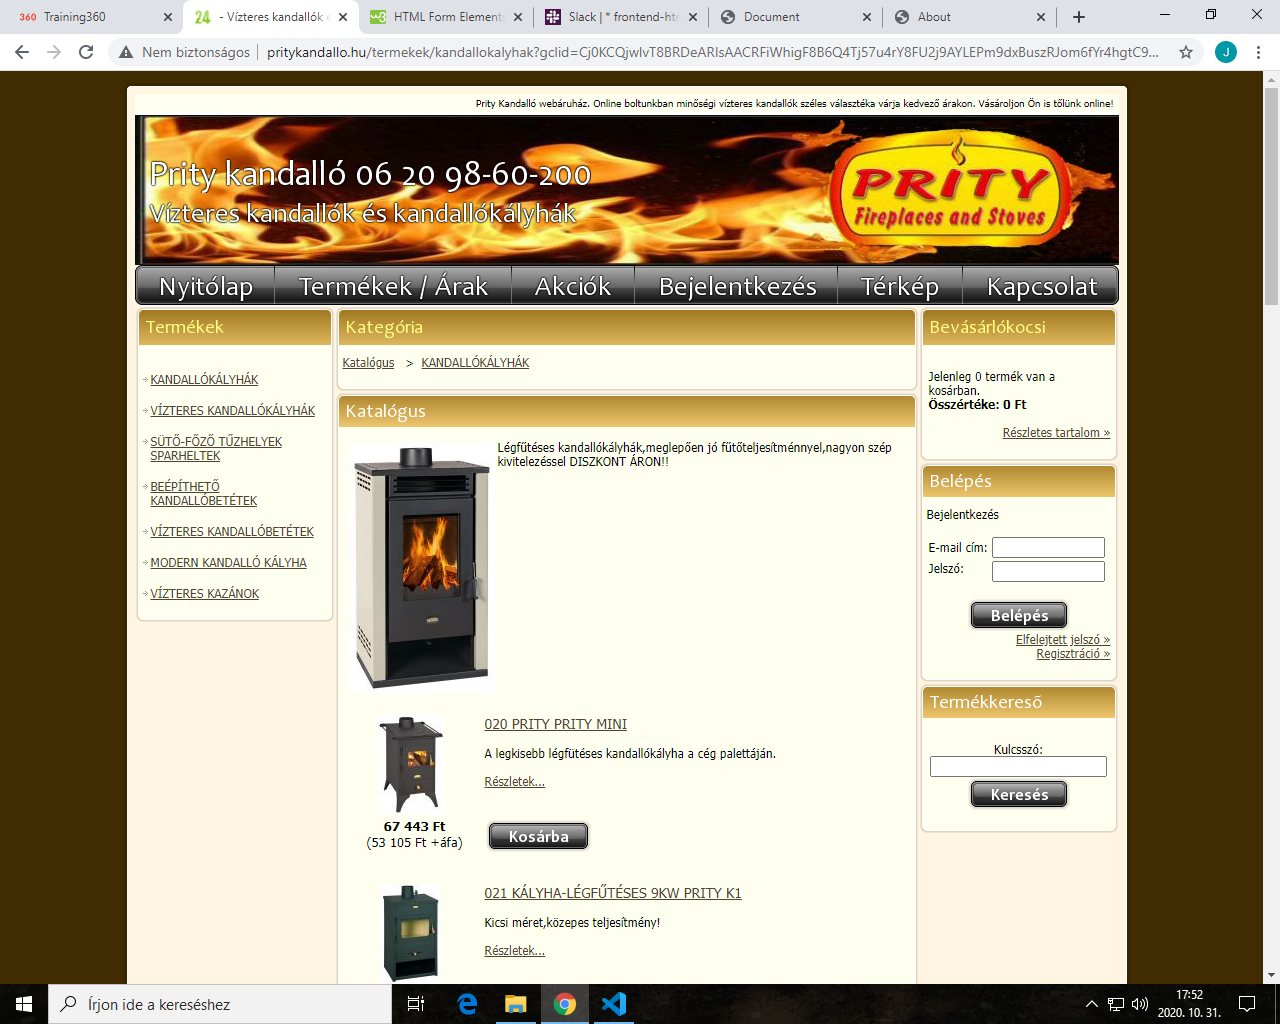 Training360
- Vízteres kandallók é
HTML Form Elements
Slack | * frontend-htm
Document
About
Nem biztonságos
pritykandallo.hu/termekek/kandallokalyhak?gclid=Cj0KCQjwlvT8BRDeARIsAACRFiWhigF8B6Q4Tj57u4rY8FU2j9AYLEPm9dxBuszRJom6fYr4hgtC9...
J
Prity Kandalló webáruház. Online boltunkban minőségi vízteres kandallók széles választéka várja kedvező árakon. Vásároljon Ön is tőlünk online!
Prity kandalló 06 20 98-60-200
Vízteres kandallók és kandallókályhák
PRITY
Fireplaces and Stoves
Nyitólap
Termékek / Árak
Akciók
Bejelentkezés
Térkép
Kapcsolat
Termékek
KANDALLÓKÁLYHÁK
VÍZTERES KANDALLÓKÁLYHÁK
SÜTŐ-FŐZŐ TŰZHELYEK
SPARHELTEK
BEÉPÍTHETŐ
KANDALLÓBETÉTEK
VÍZTERES KANDALLÓBETÉTEK
MODERN KANDALLÓ KÁLYHA
VÍZTERES KAZÁNOK
Kategória
Katalógus > KANDALLÓKÁLYHÁK
Katalógus
Légfűtéses kandallókályhák,meglepően jó fűtőteljesítménnyel,nagyon szép
kivitelezéssel DISZKONT ÁRON!!
020 PRITY PRITY MINI
A legkisebb légfütéses kandallókályha a cég palettáján.
Részletek...
67 443 Ft
(53 105 Ft +áfa)
Kosárba
021 KÁLYHA-LÉGFŰTÉSES 9KW PRITY K1
Kicsi méret,közepes teljesítmény!
Részletek...
Bevásárlókocsi
Jelenleg 0 termék van a
kosárban.
Összértéke: 0 Ft
Részletes tartalom »
Belépés
Bejelentkezés
E-mail cím:
Jelszó:
Belépés
Elfelejtett jelszó »
Regisztráció »
Termékkereső
Kulcsszó:
Keresés
Írjon ide a kereséshez
17:52
2020. 10. 31.